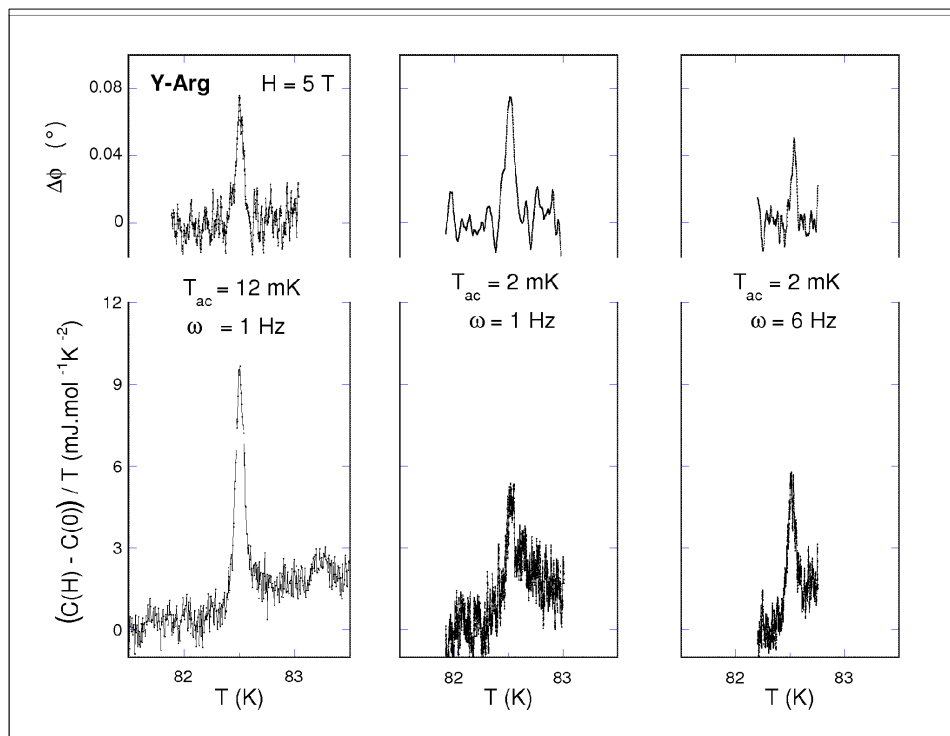 Y-Arg H = 5 T
0.08
0.04
0
Δϕ (°)
T_ac = 12 mK
ω = 1 Hz
T_ac = 2 mK
ω = 1 Hz
T_ac = 2 mK
ω = 6 Hz
12
9
6
3
0
(C(H) - C(0)) / T (mJ.mol⁻¹K⁻²)
82 83
T (K)
82 83
T (K)
82 83
T (K)